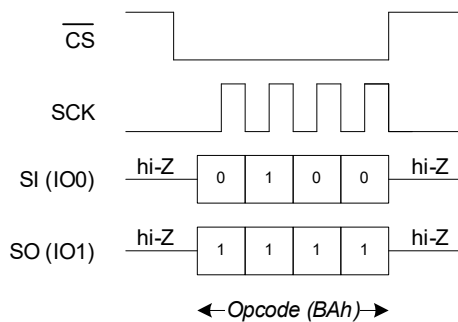 CS
SCK
SI (IO0) hi-Z 0 1 0 0 hi-Z
SO (IO1) hi-Z 1 1 1 1 hi-Z
Opcode (BAh)